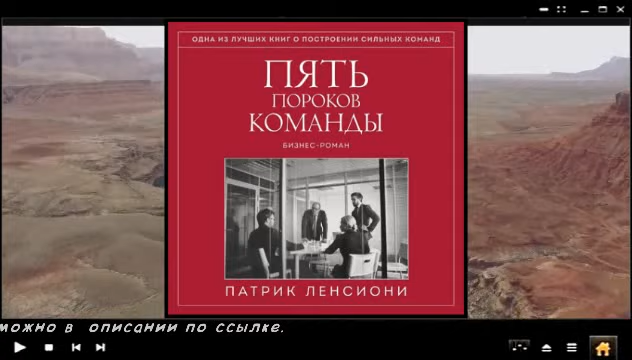 ОДНА ИЗ ЛУЧШИХ КНИГ О ПОСТРОЕНИИ СИЛЬНЫХ КОМАНД
ПЯТЬ
ПОРОКОВ
КОМАНДЫ
БИЗНЕС-РОМАН
ПАТРИК ЛЕНСИОНИ
можно в описании по ссылке.